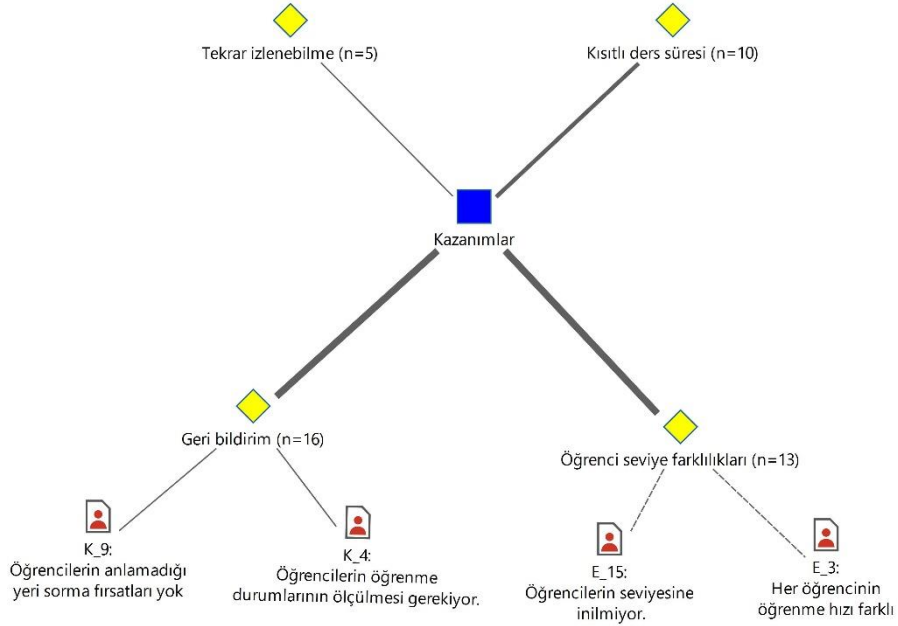 Tekrar izlenebilme (n=5)
Kısıtlı ders süresi (n=10)
Kazanımlar
Geri bildirim (n=16)
Öğrenci seviye farklılıkları (n=13)
K_9:
Öğrencilerin anlamadığı
yeri sorma fırsatları yok
K_4:
Öğrencilerin öğrenme
durumlarının ölçülmesi gerekiyor.
E_15:
Öğrencilerin seviyesine
inilmiyor.
E_3:
Her öğrencinin
öğrenme hızı farklı